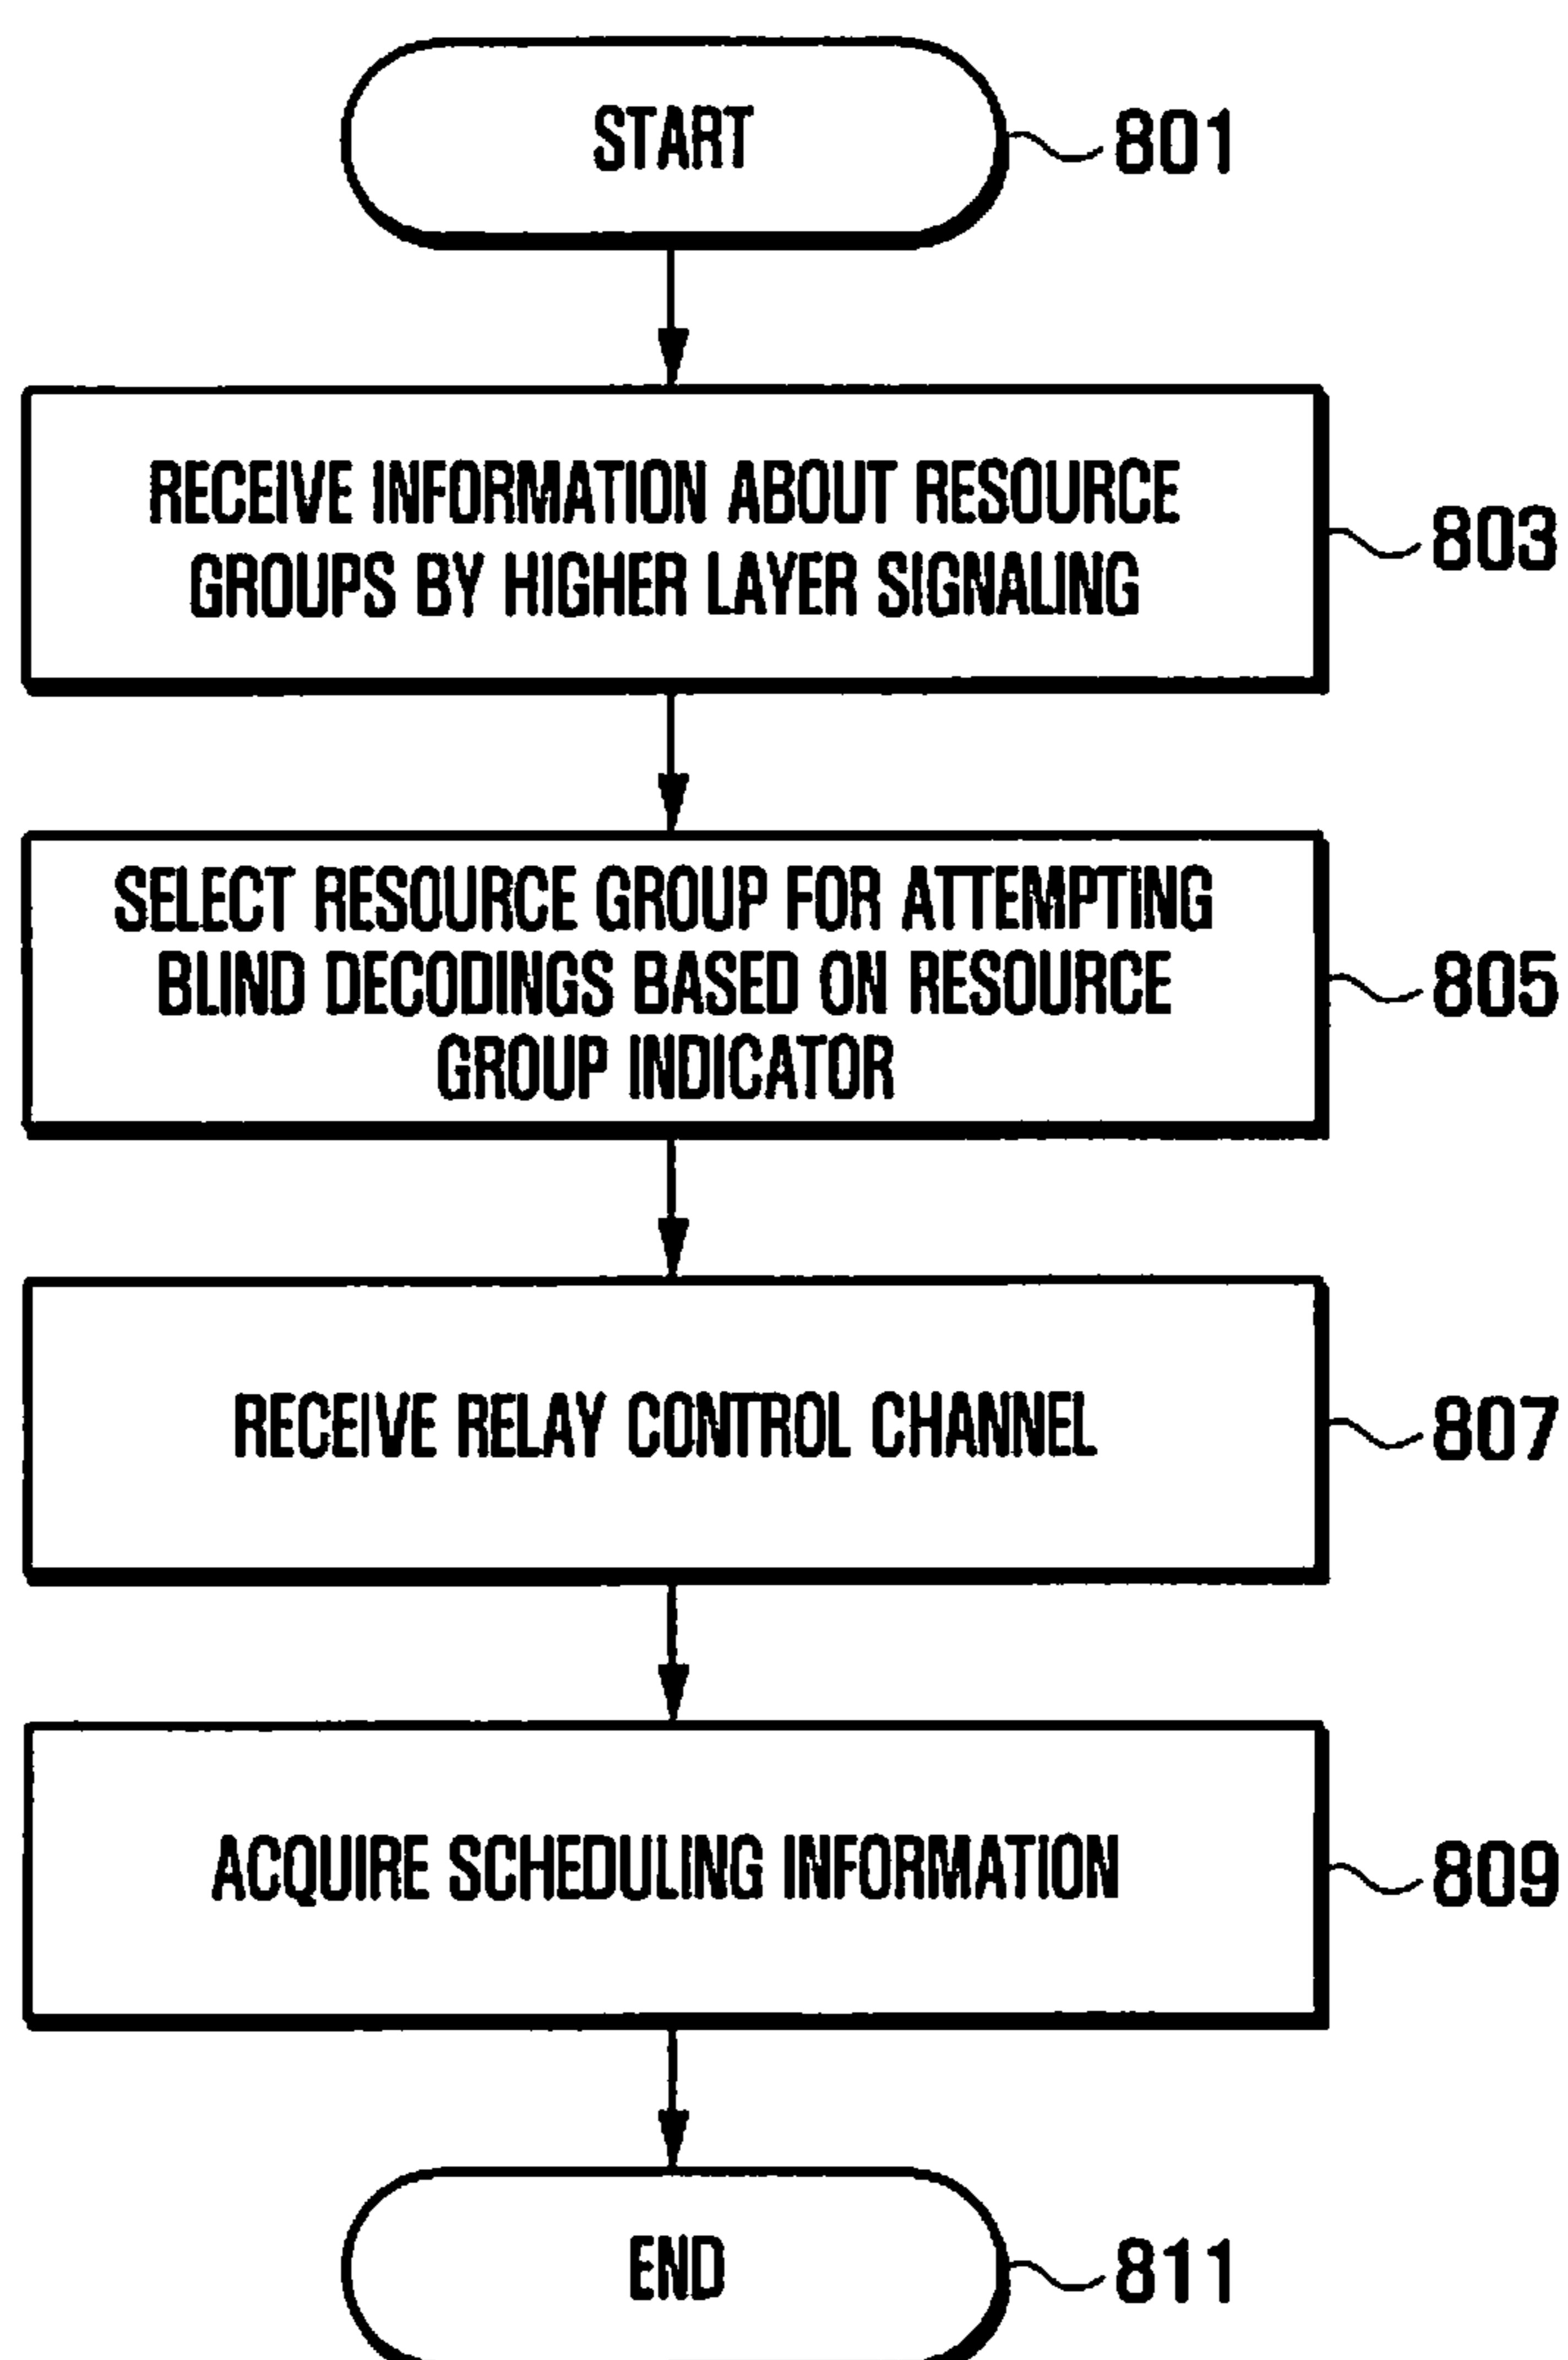 START
801
RECEIVE INFORMATION ABOUT RESOURCE
GROUPS BY HIGHER LAYER SIGNALING
803
SELECT RESOURCE GROUP FOR ATTEMPTING
BLIND DECODINGS BASED ON RESOURCE
GROUP INDICATOR
805
RECEIVE RELAY CONTROL CHANNEL
807
ACQUIRE SCHEDULING INFORMATION
809
END
811